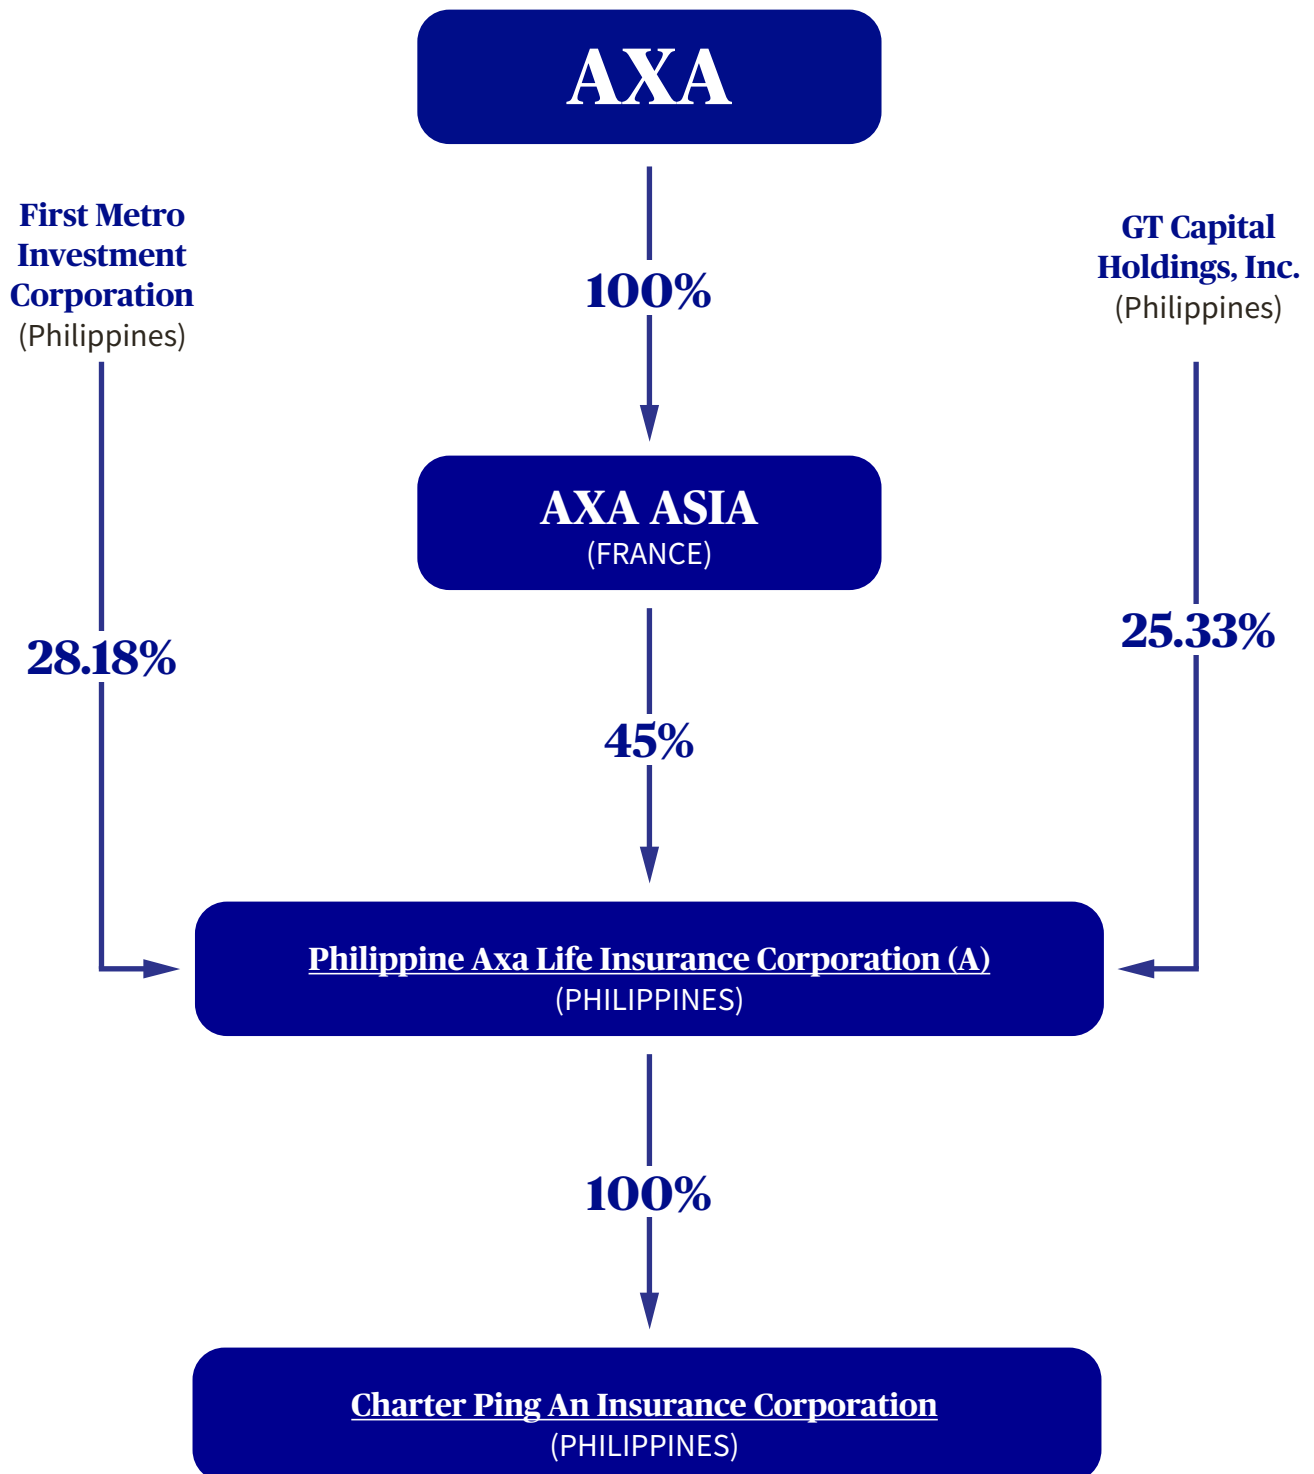 AXA
First Metro
Investment
Corporation
(Philippines)
GT Capital
Holdings, Inc.
(Philippines)
100%
AXA ASIA
(FRANCE)
28.18%
25.33%
45%
Philippine Axa Life Insurance Corporation (A)
(PHILIPPINES)
100%
Charter Ping An Insurance Corporation
(PHILIPPINES)